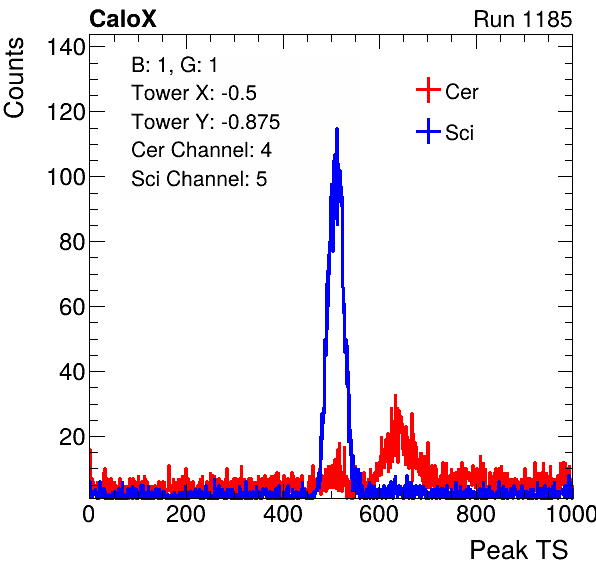 CaloX Run 1185
Counts
140
120
100
80
60
40
20
B: 1, G: 1
Tower X: -0.5
Tower Y: -0.875
Cer Channel: 4
Sci Channel: 5
Cer
Sci
0 200 400 600 800 1000
Peak TS